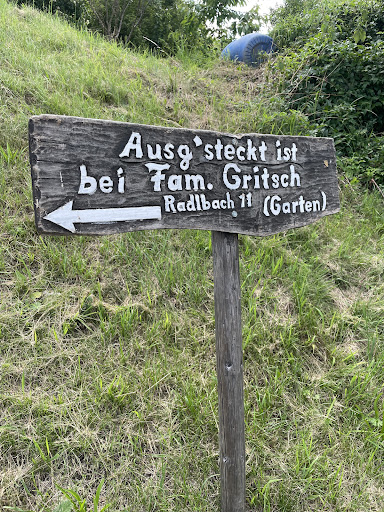 Ausg'steckt ist
bei Fam. Gritsch
Radlbach 11 (Garten)